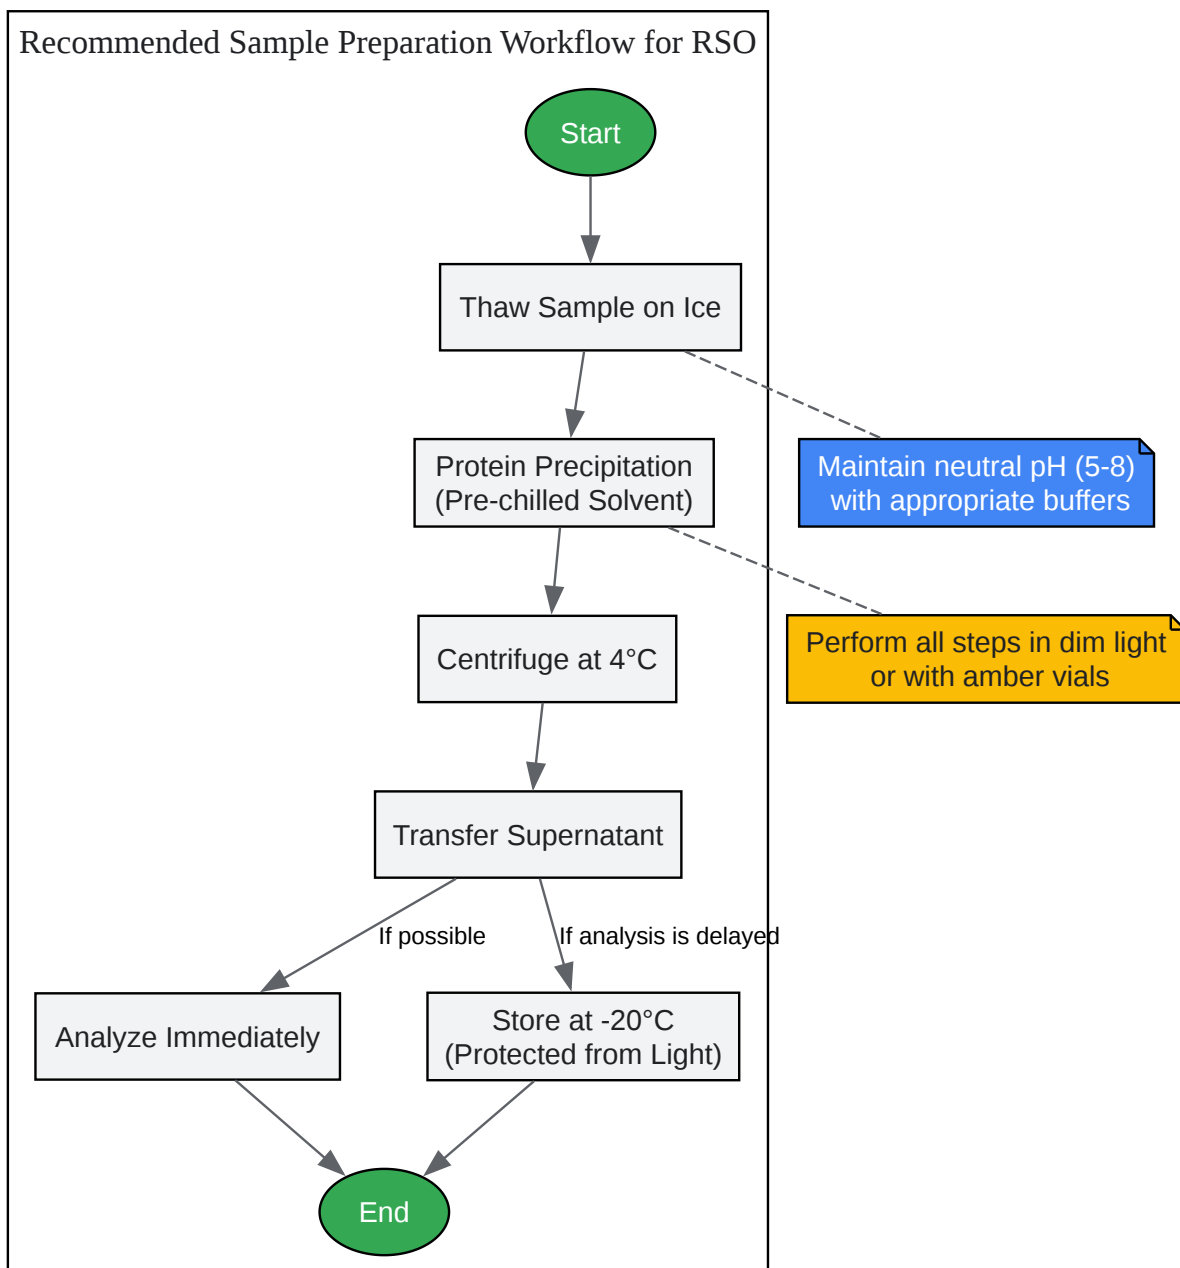 Recommended Sample Preparation Workflow for RSO
Start
Thaw Sample on Ice
Protein Precipitation
(Pre-chilled Solvent)
Maintain neutral pH (5-8)
with appropriate buffers
Centrifuge at 4°C
Perform all steps in dim light
or with amber vials
Transfer Supernatant
If possible
If analysis is delayed
Analyze Immediately
Store at -20°C
(Protected from Light)
End